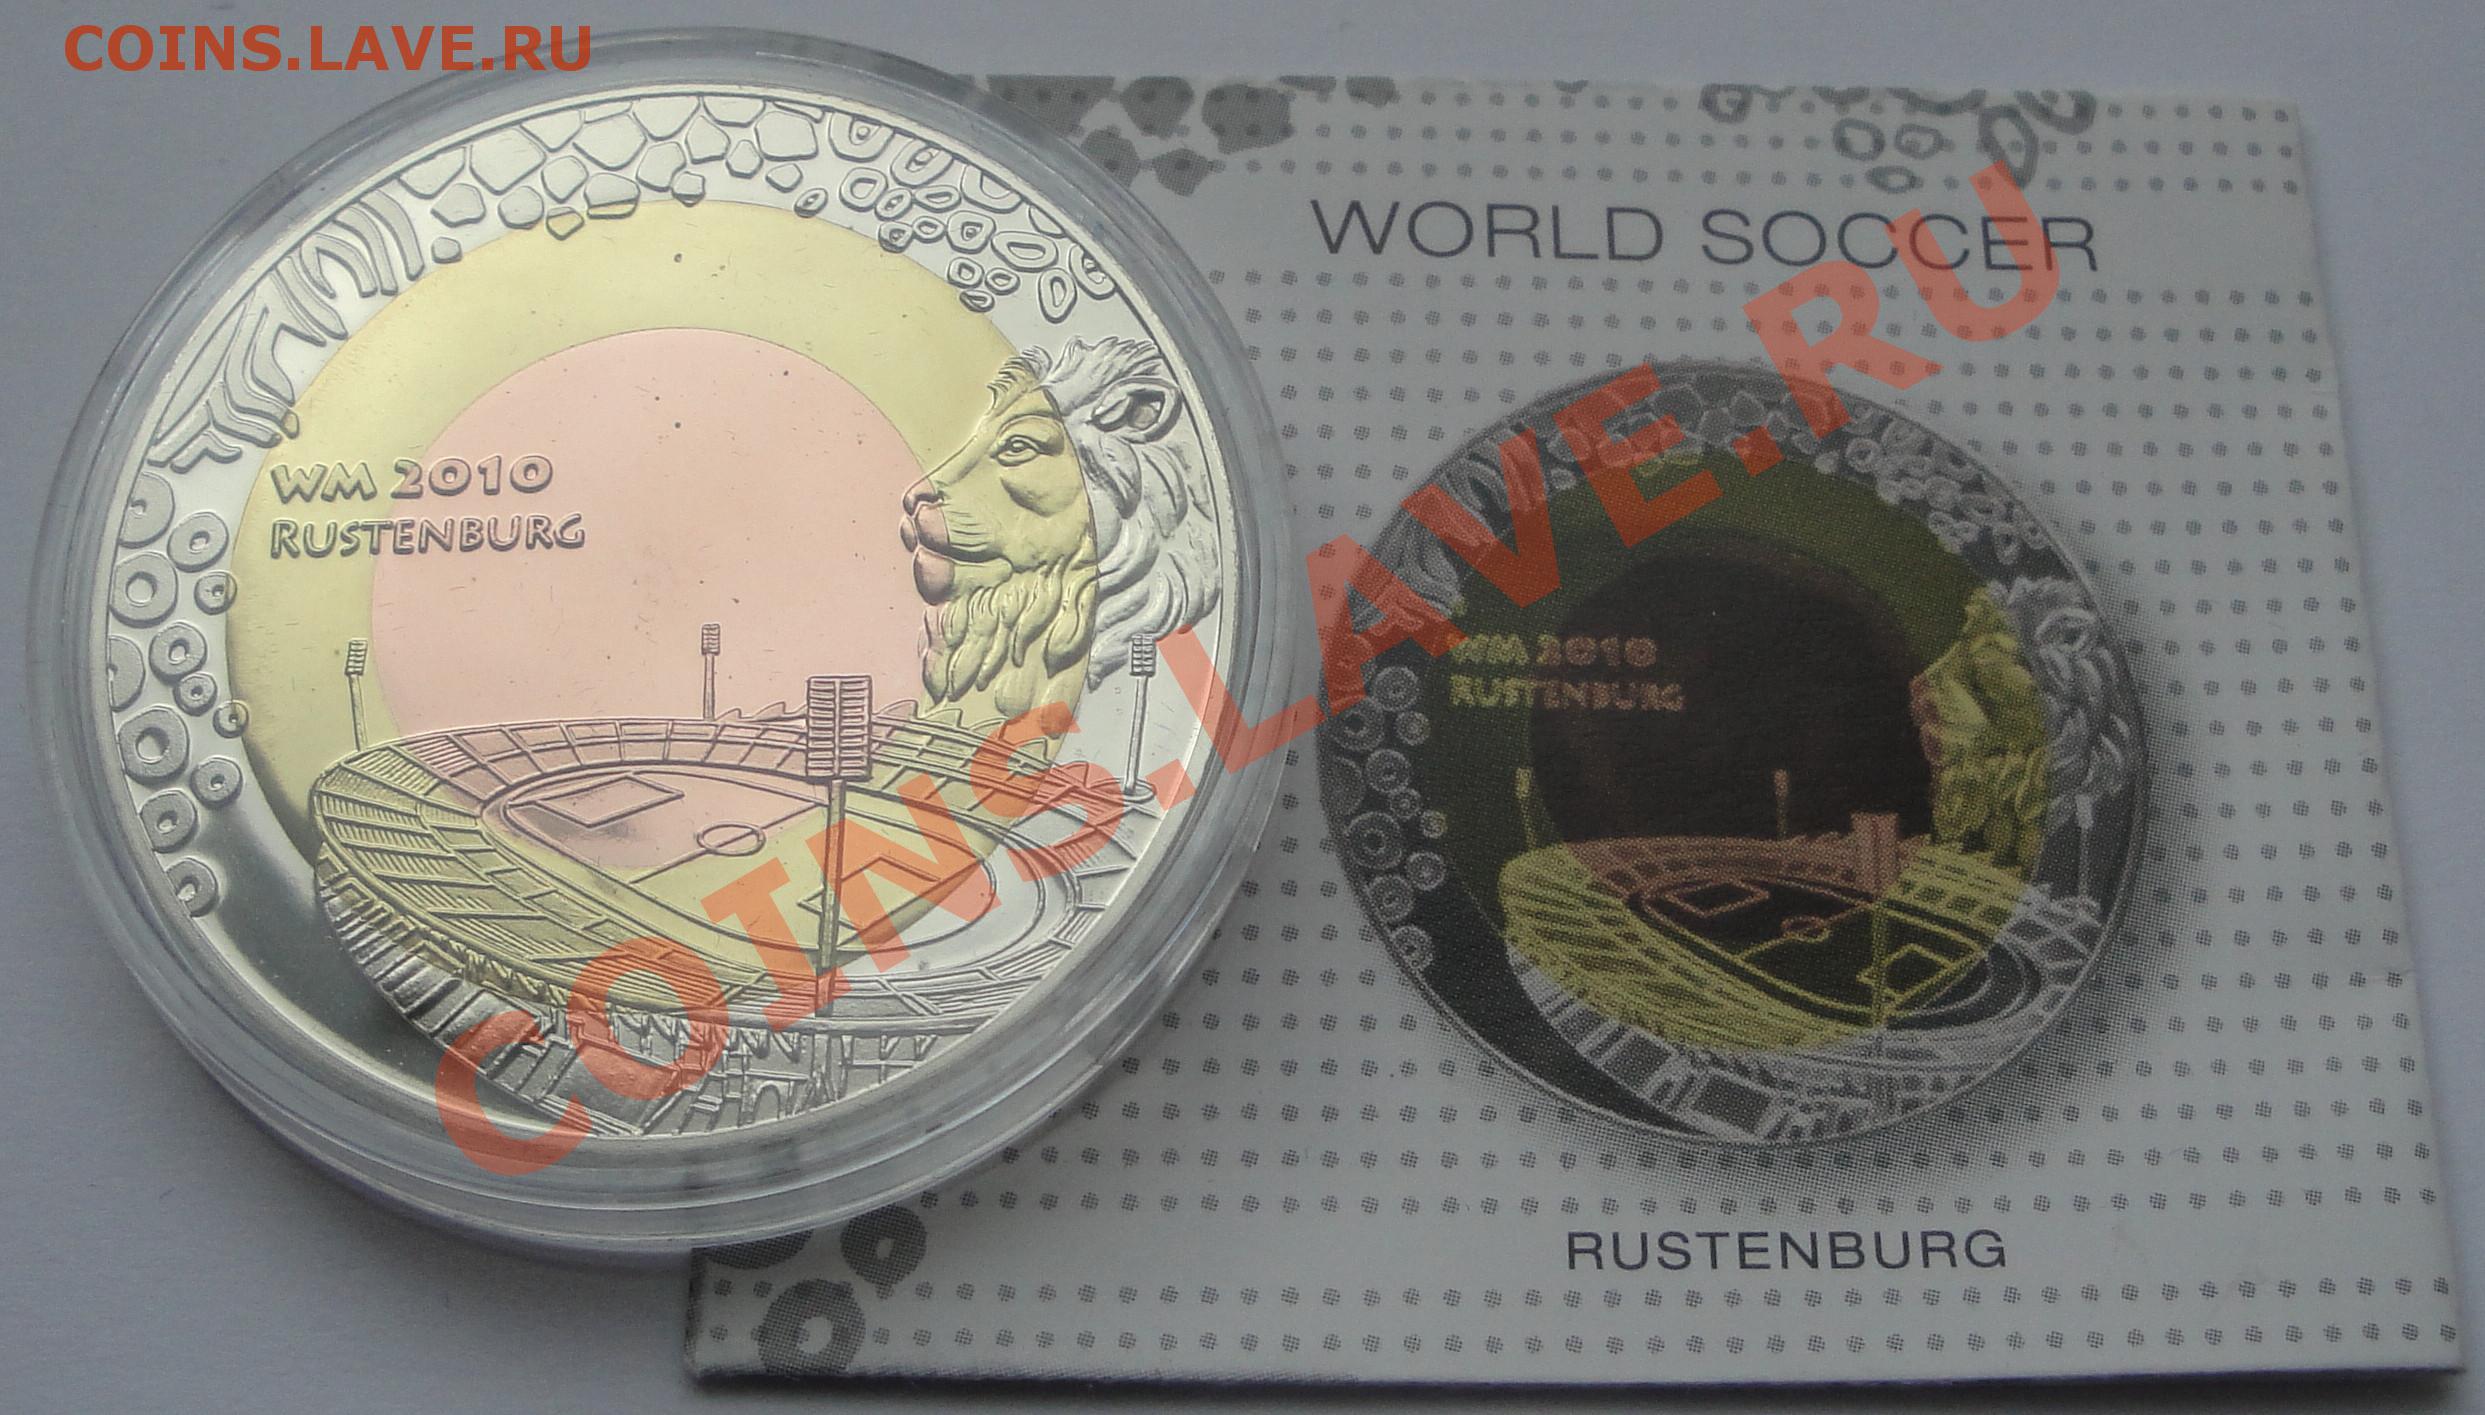 COINS.LAVE.RU
WORLD SOCCER
WM 2010
RUSTENBURG
WM 2010
RUSTENBURG
COINS.LAVE.RU
RUSTENBURG